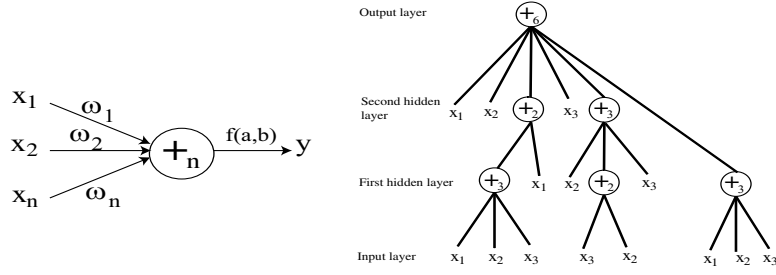 x₁ ω₁
x₂ ω₂ +ₙ f(a,b) y
xₙ ωₙ
Output layer +₆
Second hidden layer x₁ x₂ +₂ x₃ +₃
First hidden layer +₃ x₁ x₂ +₂ x₃ +₃
Input layer x₁ x₂ x₃ x₃ x₂ x₁ x₂ x₃